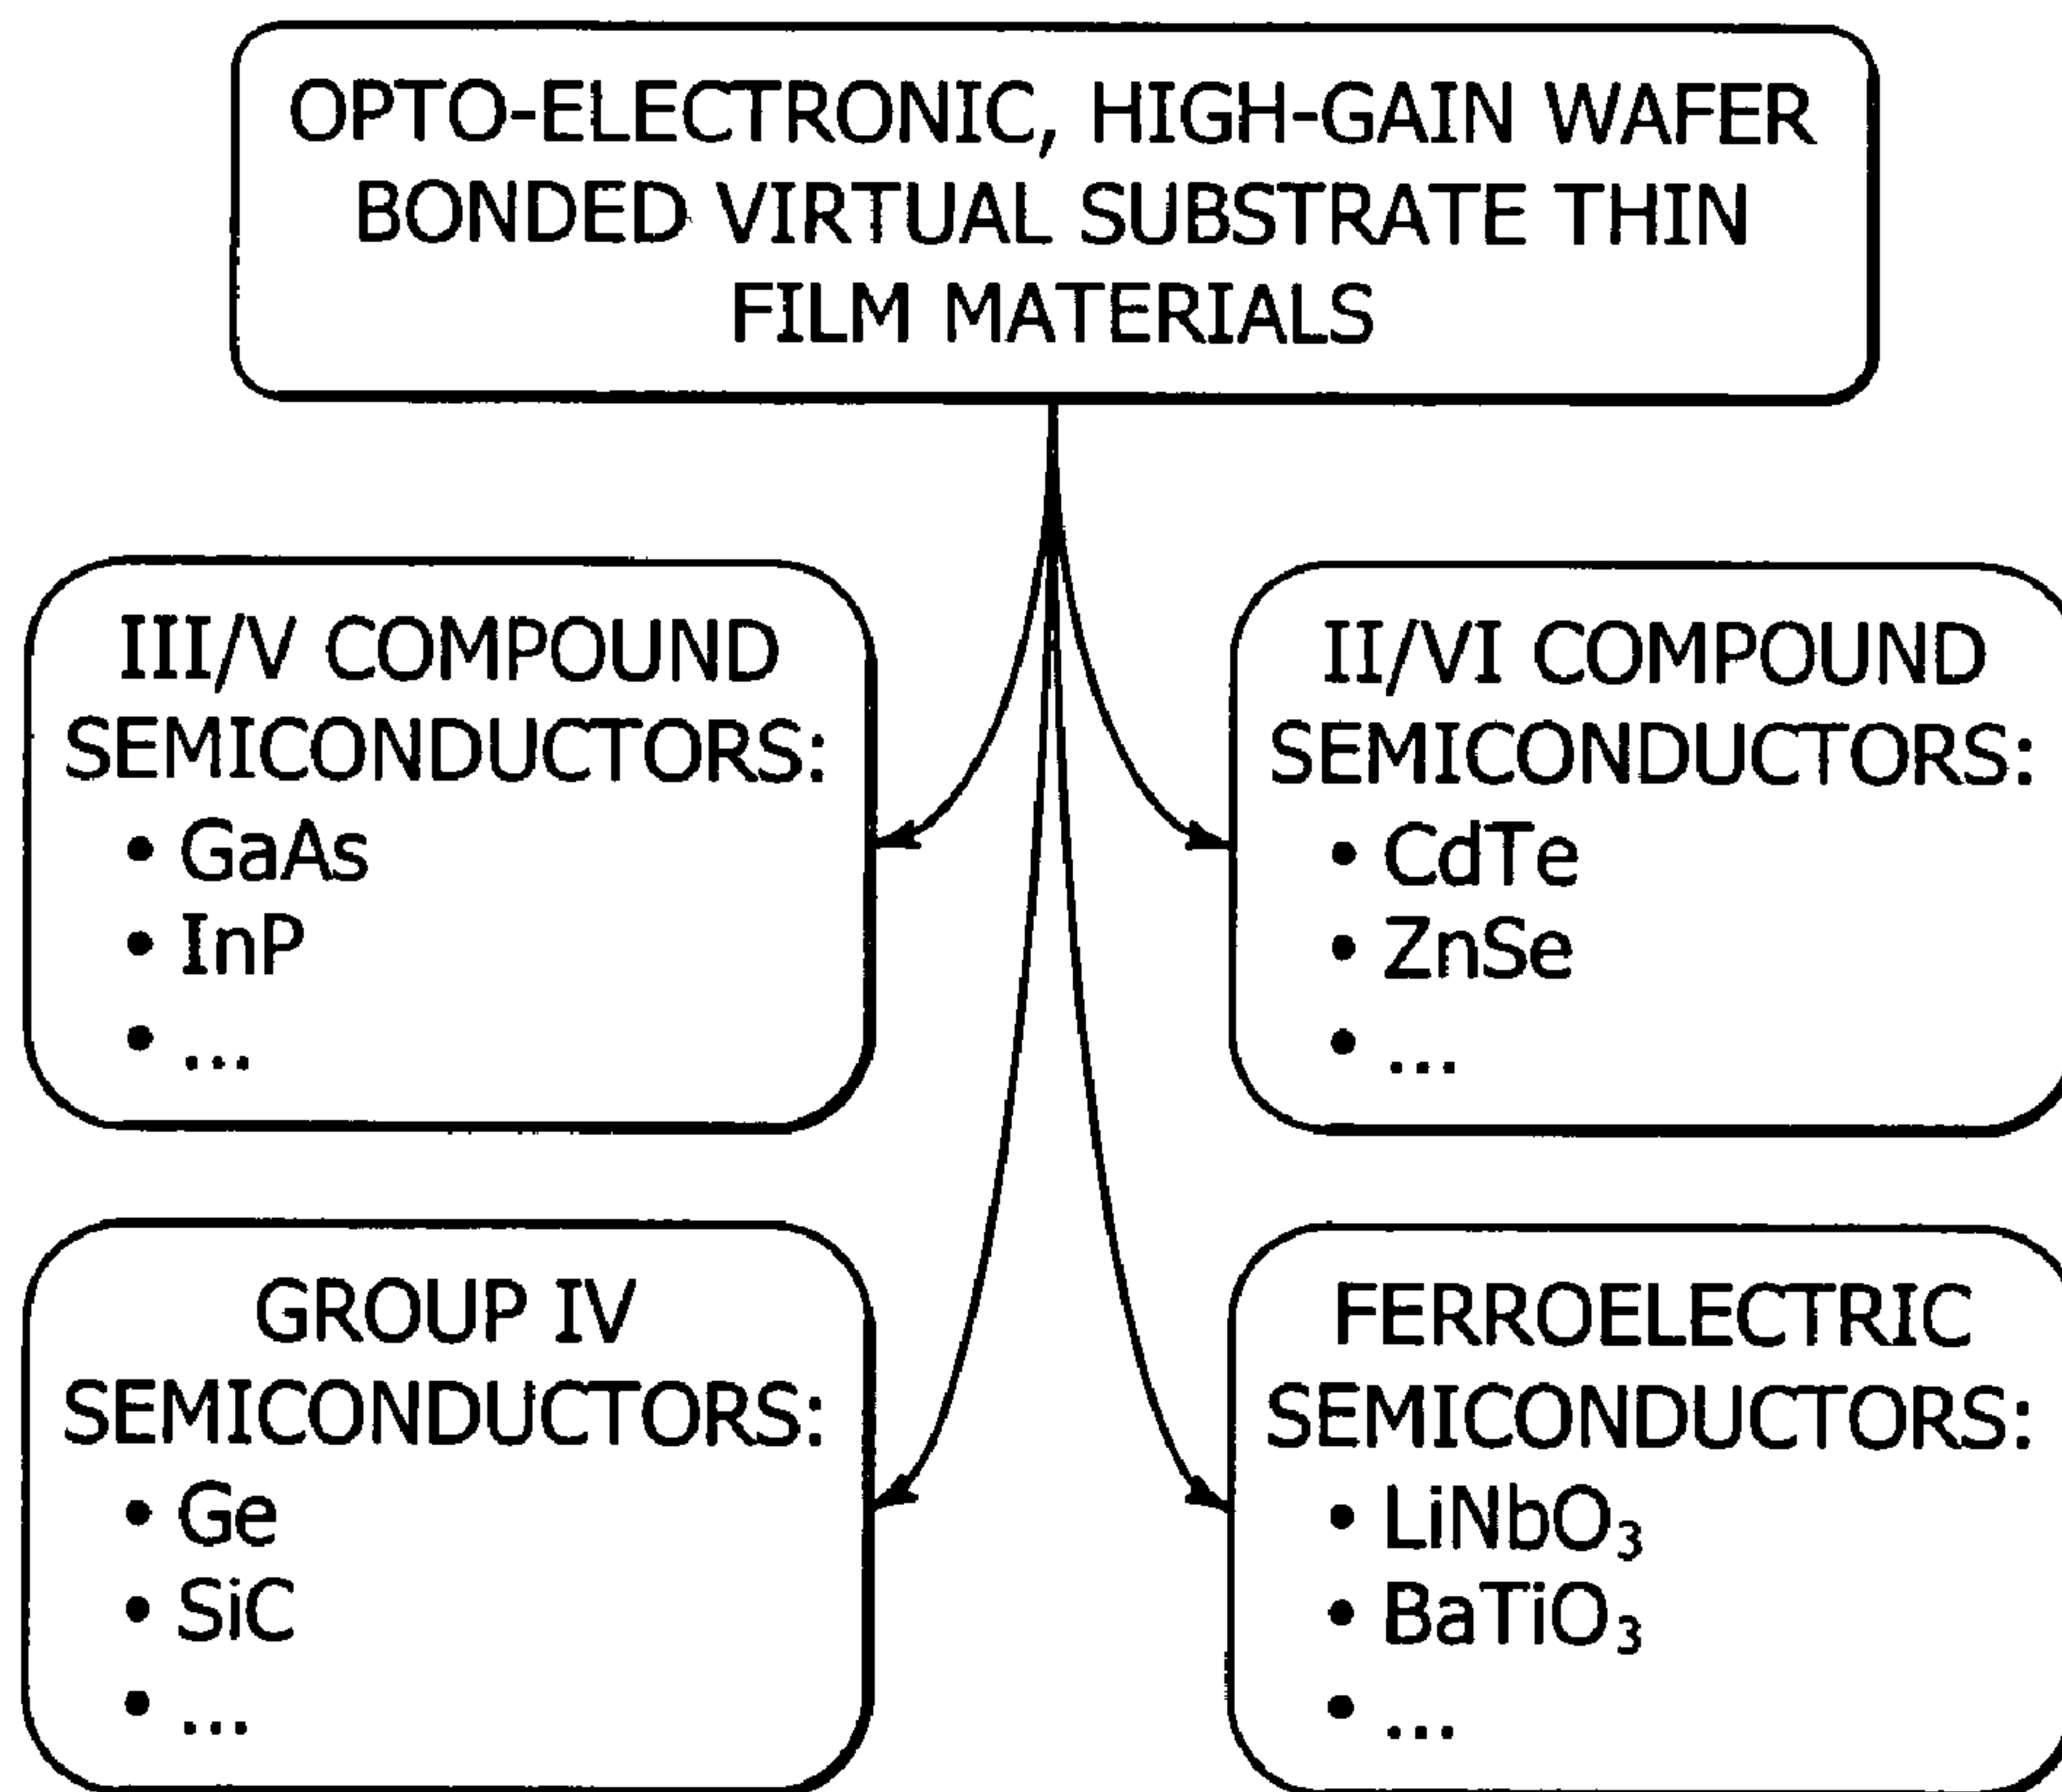 OPTO-ELECTRONIC, HIGH-GAIN WAFER
BONDED VIRTUAL SUBSTRATE THIN
FILM MATERIALS
III/V COMPOUND
SEMICONDUCTORS:
• GaAs
• InP
• ...
II/VI COMPOUND
SEMICONDUCTORS:
• CdTe
• ZnSe
• ...
GROUP IV
SEMICONDUCTORS:
• Ge
• SiC
• ...
FERROELECTRIC
SEMICONDUCTORS:
• LiNbO₃
• BaTiO₃
• ...